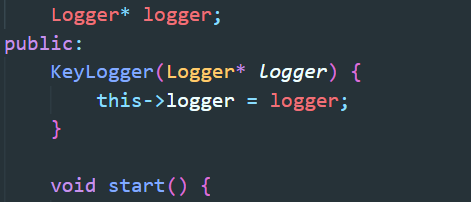 Logger* logger;
public:
KeyLogger(Logger* logger) {
this->logger = logger;
}
void start() {